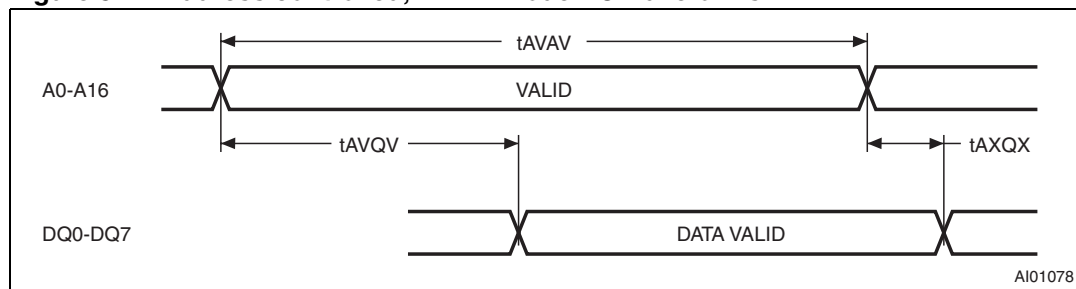 tAVAV
A0-A16
VALID
tAVQV
tAXQX
DQ0-DQ7
DATA VALID
AI01078